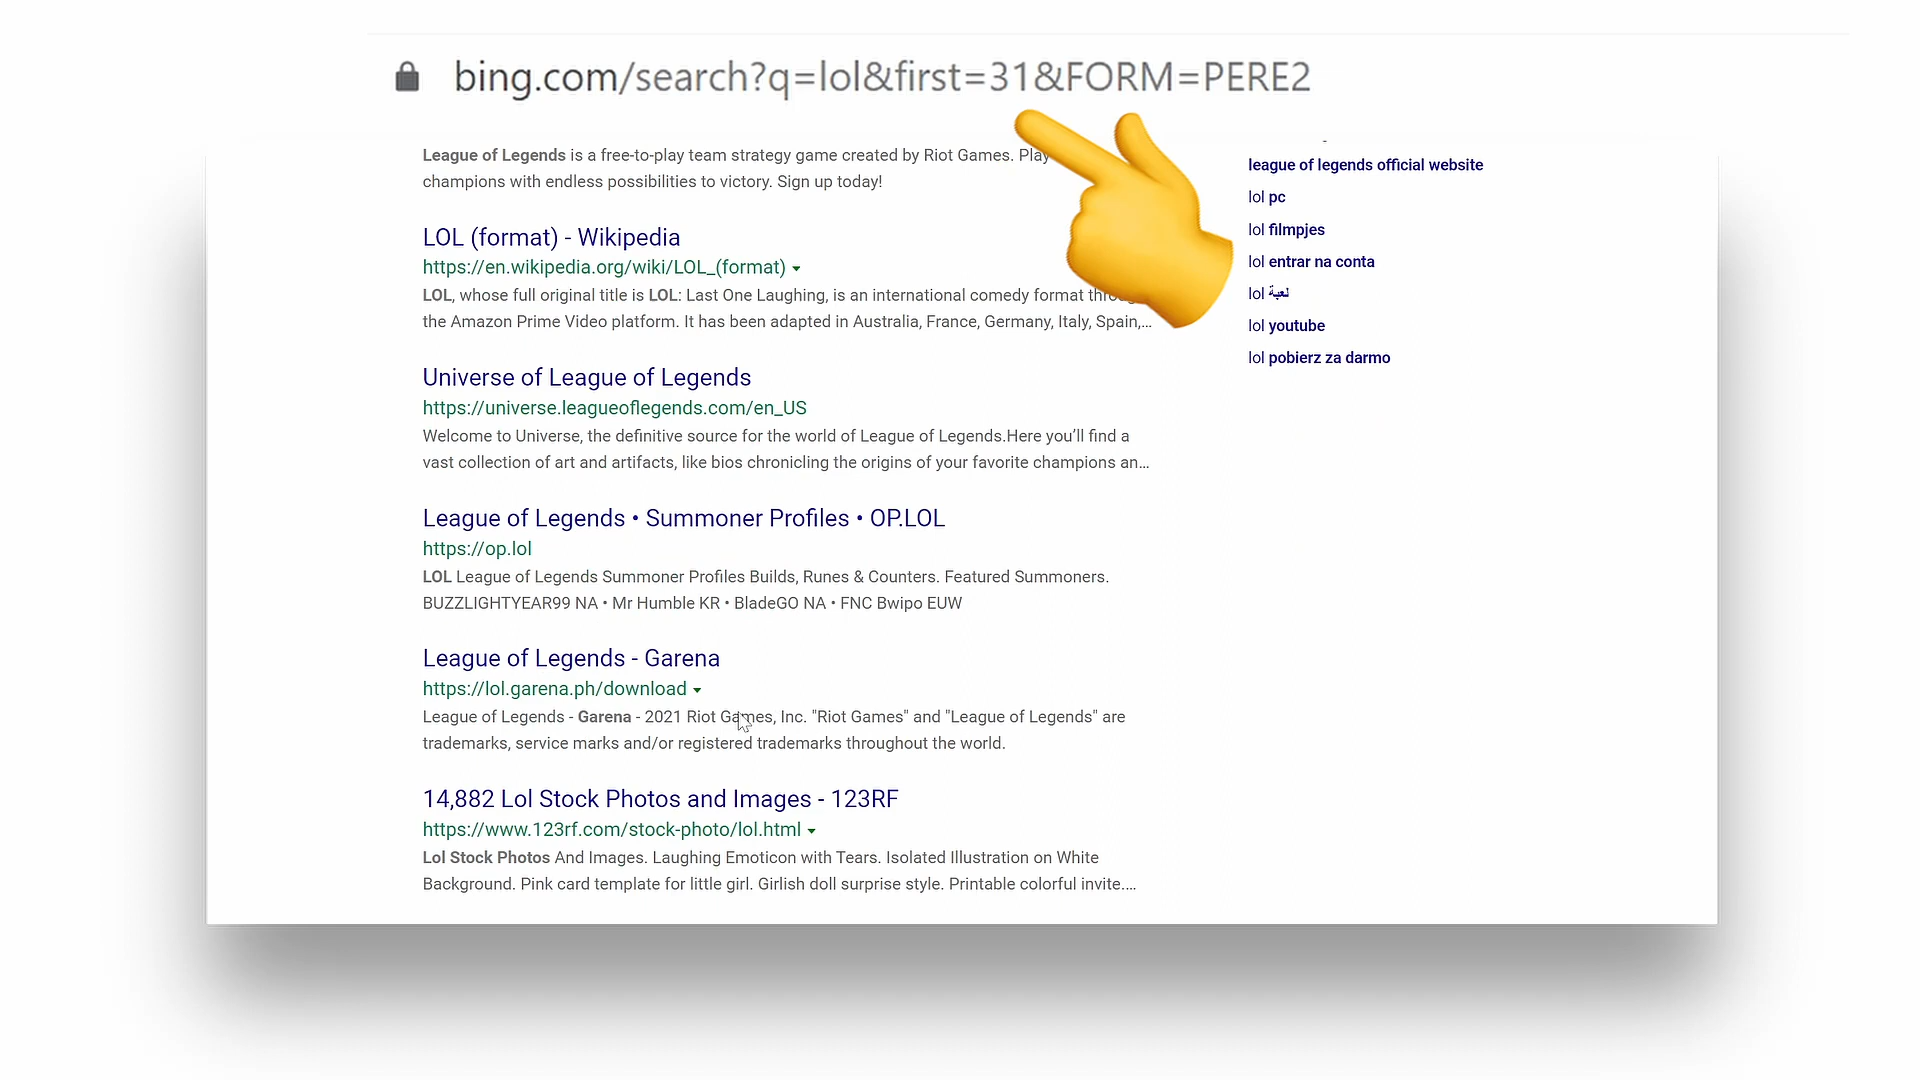 bing.com/search?q=lol&first=31&FORM=PERE2
League of Legends is a free-to-play team strategy game created by Riot Games. Play
champions with endless possibilities to victory. Sign up today!
LOL (format) - Wikipedia
https://en.wikipedia.org/wiki/LOL_(format)
LOL, whose full original title is LOL: Last One Laughing, is an international comedy format
the Amazon Prime Video platform. It has been adapted in Australia, France, Germany, Italy, Spain,...
Universe of League of Legends
https://universe.leagueoflegends.com/en_US
Welcome to Universe, the definitive source for the world of League of Legends.Here you’ll find a
vast collection of art and artifacts, like bios chronicling the origins of your favorite champions an...
League of Legends • Summoner Profiles • OP.LOL
https://op.lol
LOL League of Legends Summoner Profiles Builds, Runes & Counters. Featured Summoners.
BUZZLIGHTYEAR99 NA • Mr Humble KR • BladeGO NA • FNC Bwipo EUW
League of Legends - Garena
https://lol.garena.ph/download
League of Legends - Garena - 2021 Riot Games, Inc. "Riot Games" and "League of Legends" are
trademarks, service marks and/or registered trademarks throughout the world.
14,882 Lol Stock Photos and Images - 123RF
https://www.123rf.com/stock-photo/lol.html
Lol Stock Photos And Images. Laughing Emoticon with Tears. Isolated Illustration on White
Background. Pink card template for little girl. Girlish doll surprise style. Printable colorful invite....
league of legends official website
lol pc
lol filmpjes
lol entrar na conta
lol لعبة
lol youtube
lol pobierz za darmo